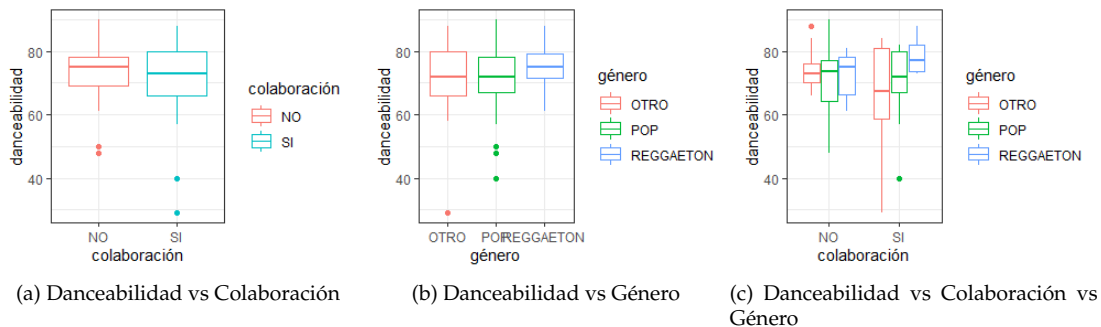 80
60
40
danceabilidad
NO
SI
colaboración
colaboración
NO
SI
80
60
40
danceabilidad
OTRO
POP
REGGAETON
género
género
OTRO
POP
REGGAETON
80
60
40
danceabilidad
NO
SI
colaboración
género
OTRO
POP
REGGAETON
(a) Danceabilidad vs Colaboración
(b) Danceabilidad vs Género
(c) Danceabilidad vs Colaboración vs
Género